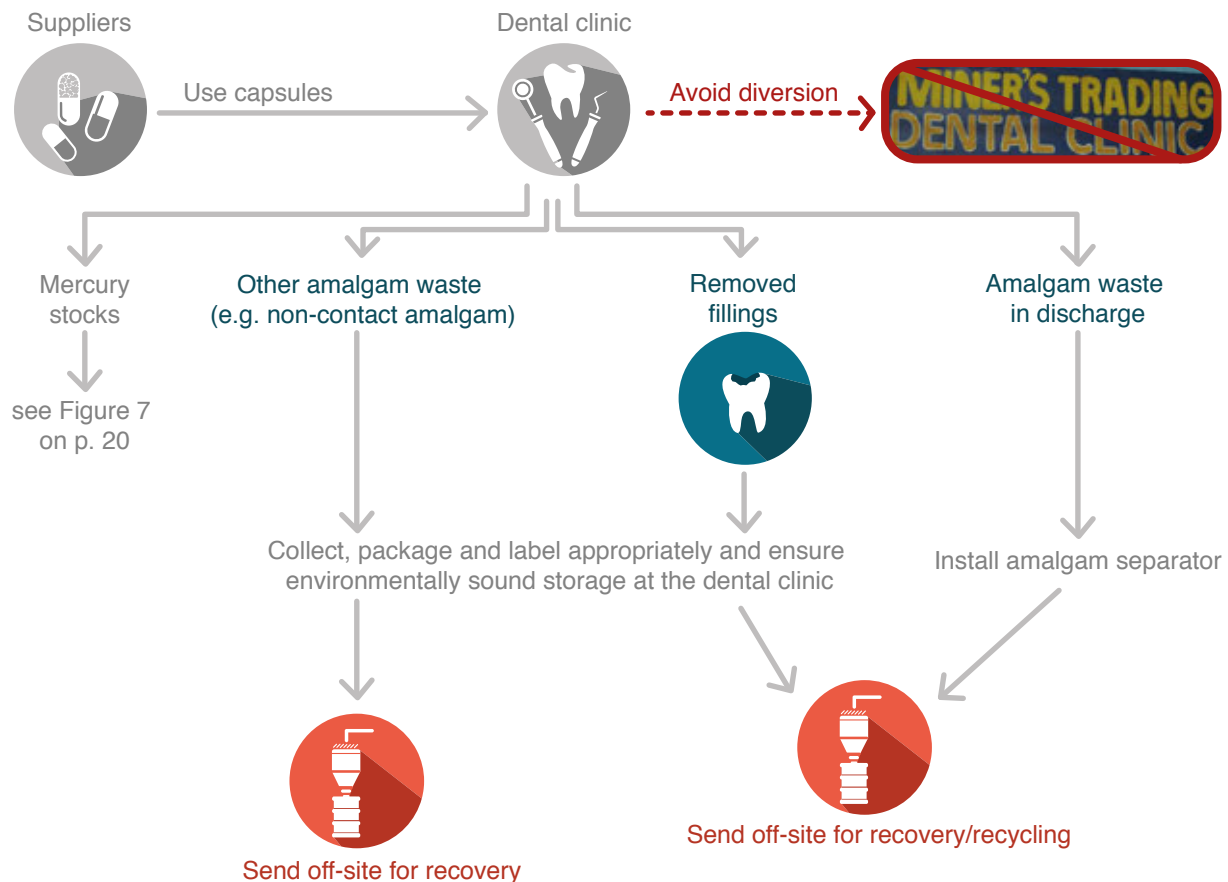 Suppliers
Dental clinic
Use capsules
Avoid diversion
MINER'S TRADING
DENTAL CLINIC
Mercury
stocks
Other amalgam waste
(e.g. non-contact amalgam)
Removed
fillings
Amalgam waste
in discharge
see Figure 7
on p. 20
Collect, package and label appropriately and ensure
environmentally sound storage at the dental clinic
Install amalgam separator
Send off-site for recovery
Send off-site for recovery/recycling